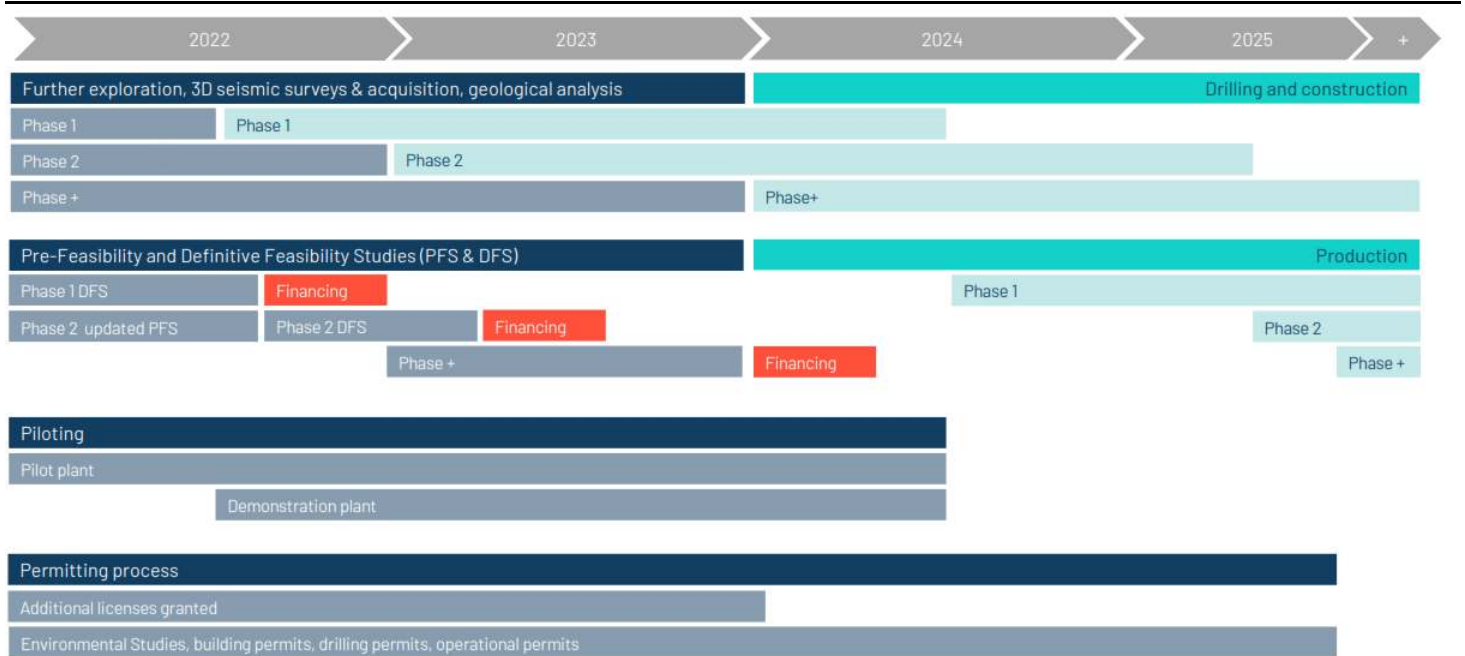 2022 2023 2024 2025 +
Further exploration, 3D seismic surveys & acquisition, geological analysis Drilling and construction
Phase 1 Phase 1
Phase 2 Phase 2
Phase + Phase+
Pre-Feasibility and Definitive Feasibility Studies (PFS & DFS) Production
Phase 1 DFS Financing Phase 1
Phase 2 updated PFS Phase 2 DFS Financing Phase 2
Phase + Financing Phase +
Piloting
Pilot plant
Demonstration plant
Permitting process
Additional licenses granted
Environmental Studies, building permits, drilling permits, operational permits